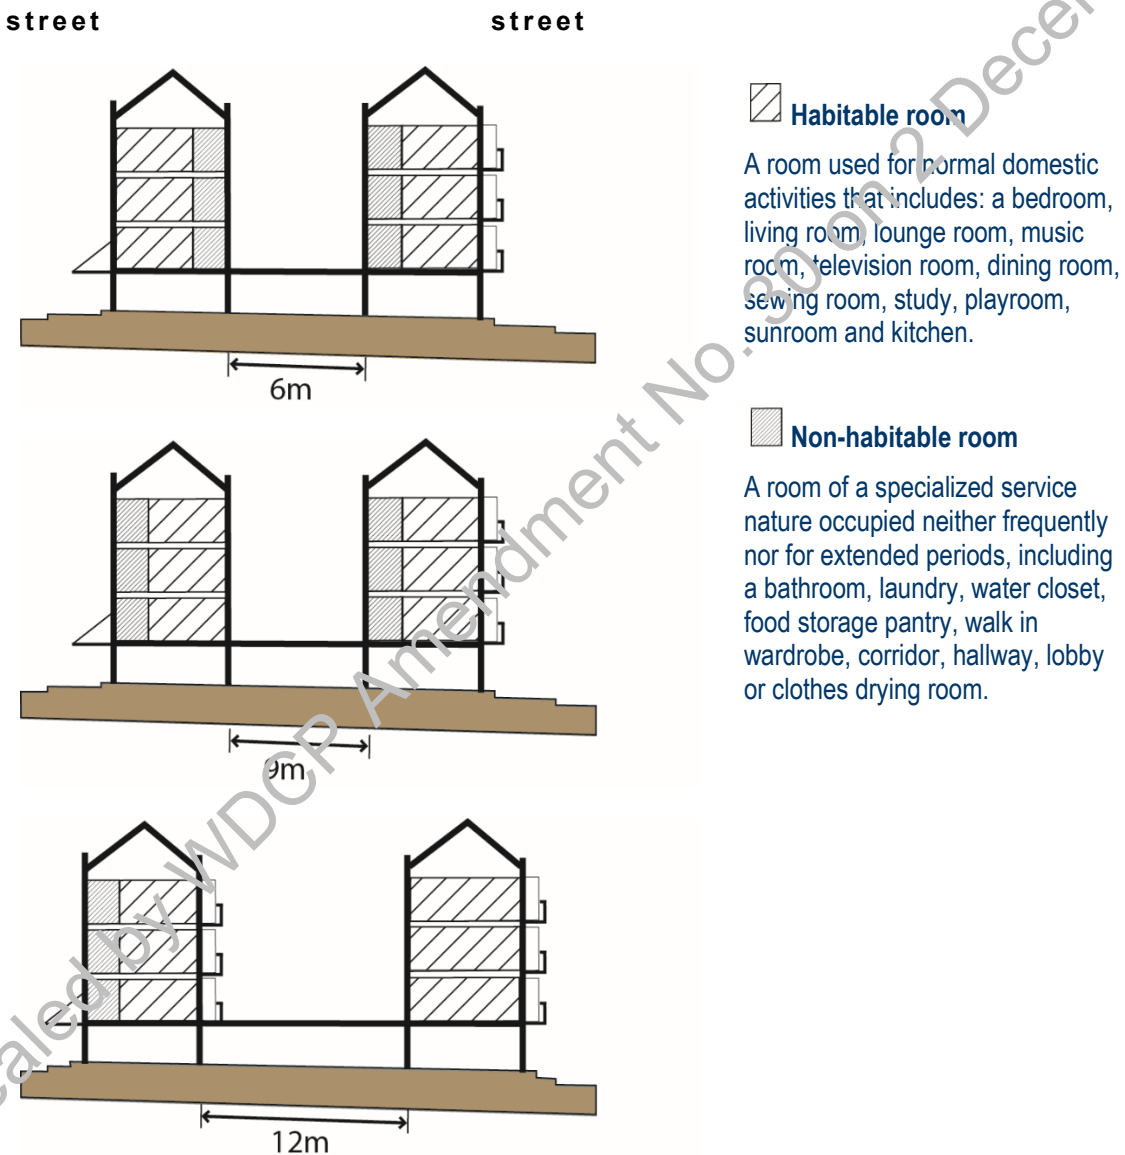 street
street
Habitable room
A room used for normal domestic
activities that includes: a bedroom,
living room, lounge room, music
room, television room, dining room,
sewing room, study, playroom,
sunroom and kitchen.
Non-habitable room
A room of a specialized service
nature occupied neither frequently
nor for extended periods, including
a bathroom, laundry, water closet,
food storage pantry, walk in
wardrobe, corridor, hallway, lobby
or clothes drying room.
6m
9m
12m
ealed by WDCP Amendment No. 30 on 2 Decem